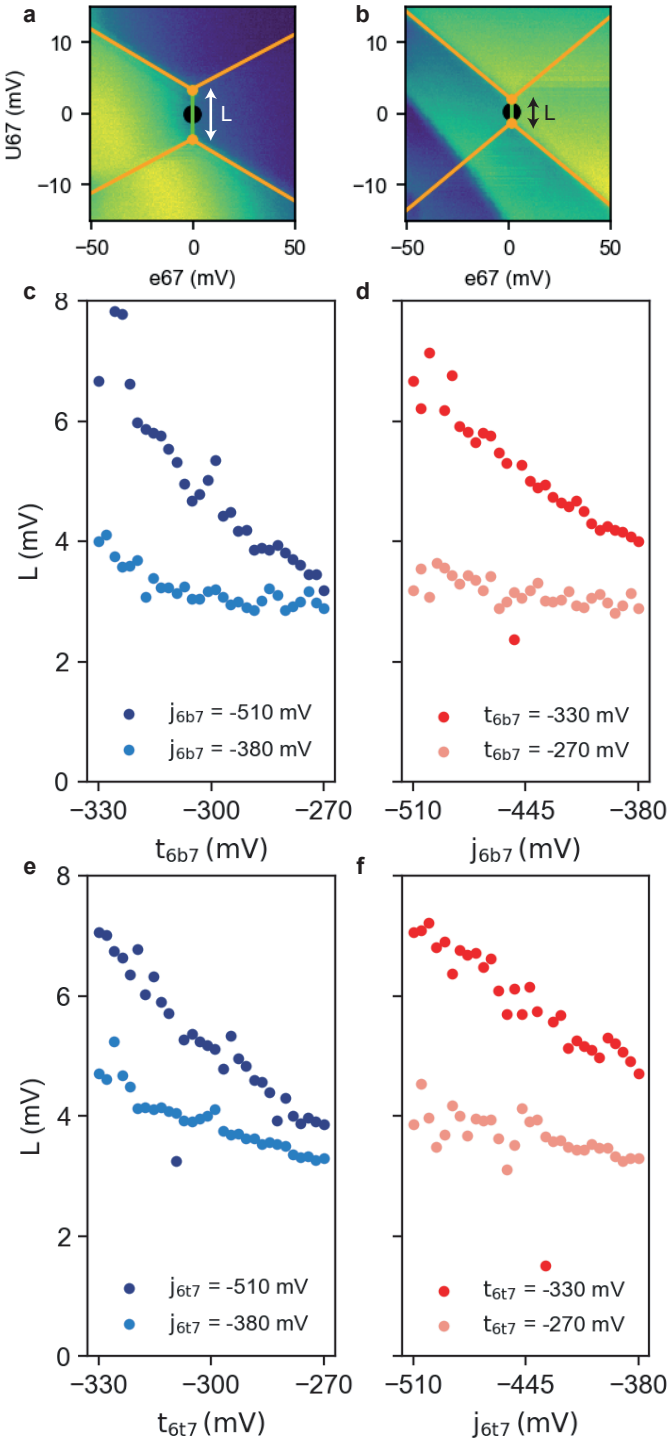 a
b
10
0
−10
U67 (mV)
L
−50
0
50
e67 (mV)
10
0
−10
L
−50
0
50
e67 (mV)
c
d
8
6
4
2
0
L (mV)
j6b7 = -510 mV
j6b7 = -380 mV
−330
−300
−270
t6b7 (mV)
t6b7 = -330 mV
t6b7 = -270 mV
−510
−445
−380
j6b7 (mV)
e
f
8
6
4
2
0
L (mV)
j6t7 = -510 mV
j6t7 = -380 mV
−330
−300
−270
t6t7 (mV)
t6t7 = -330 mV
t6t7 = -270 mV
−510
−445
−380
j6t7 (mV)